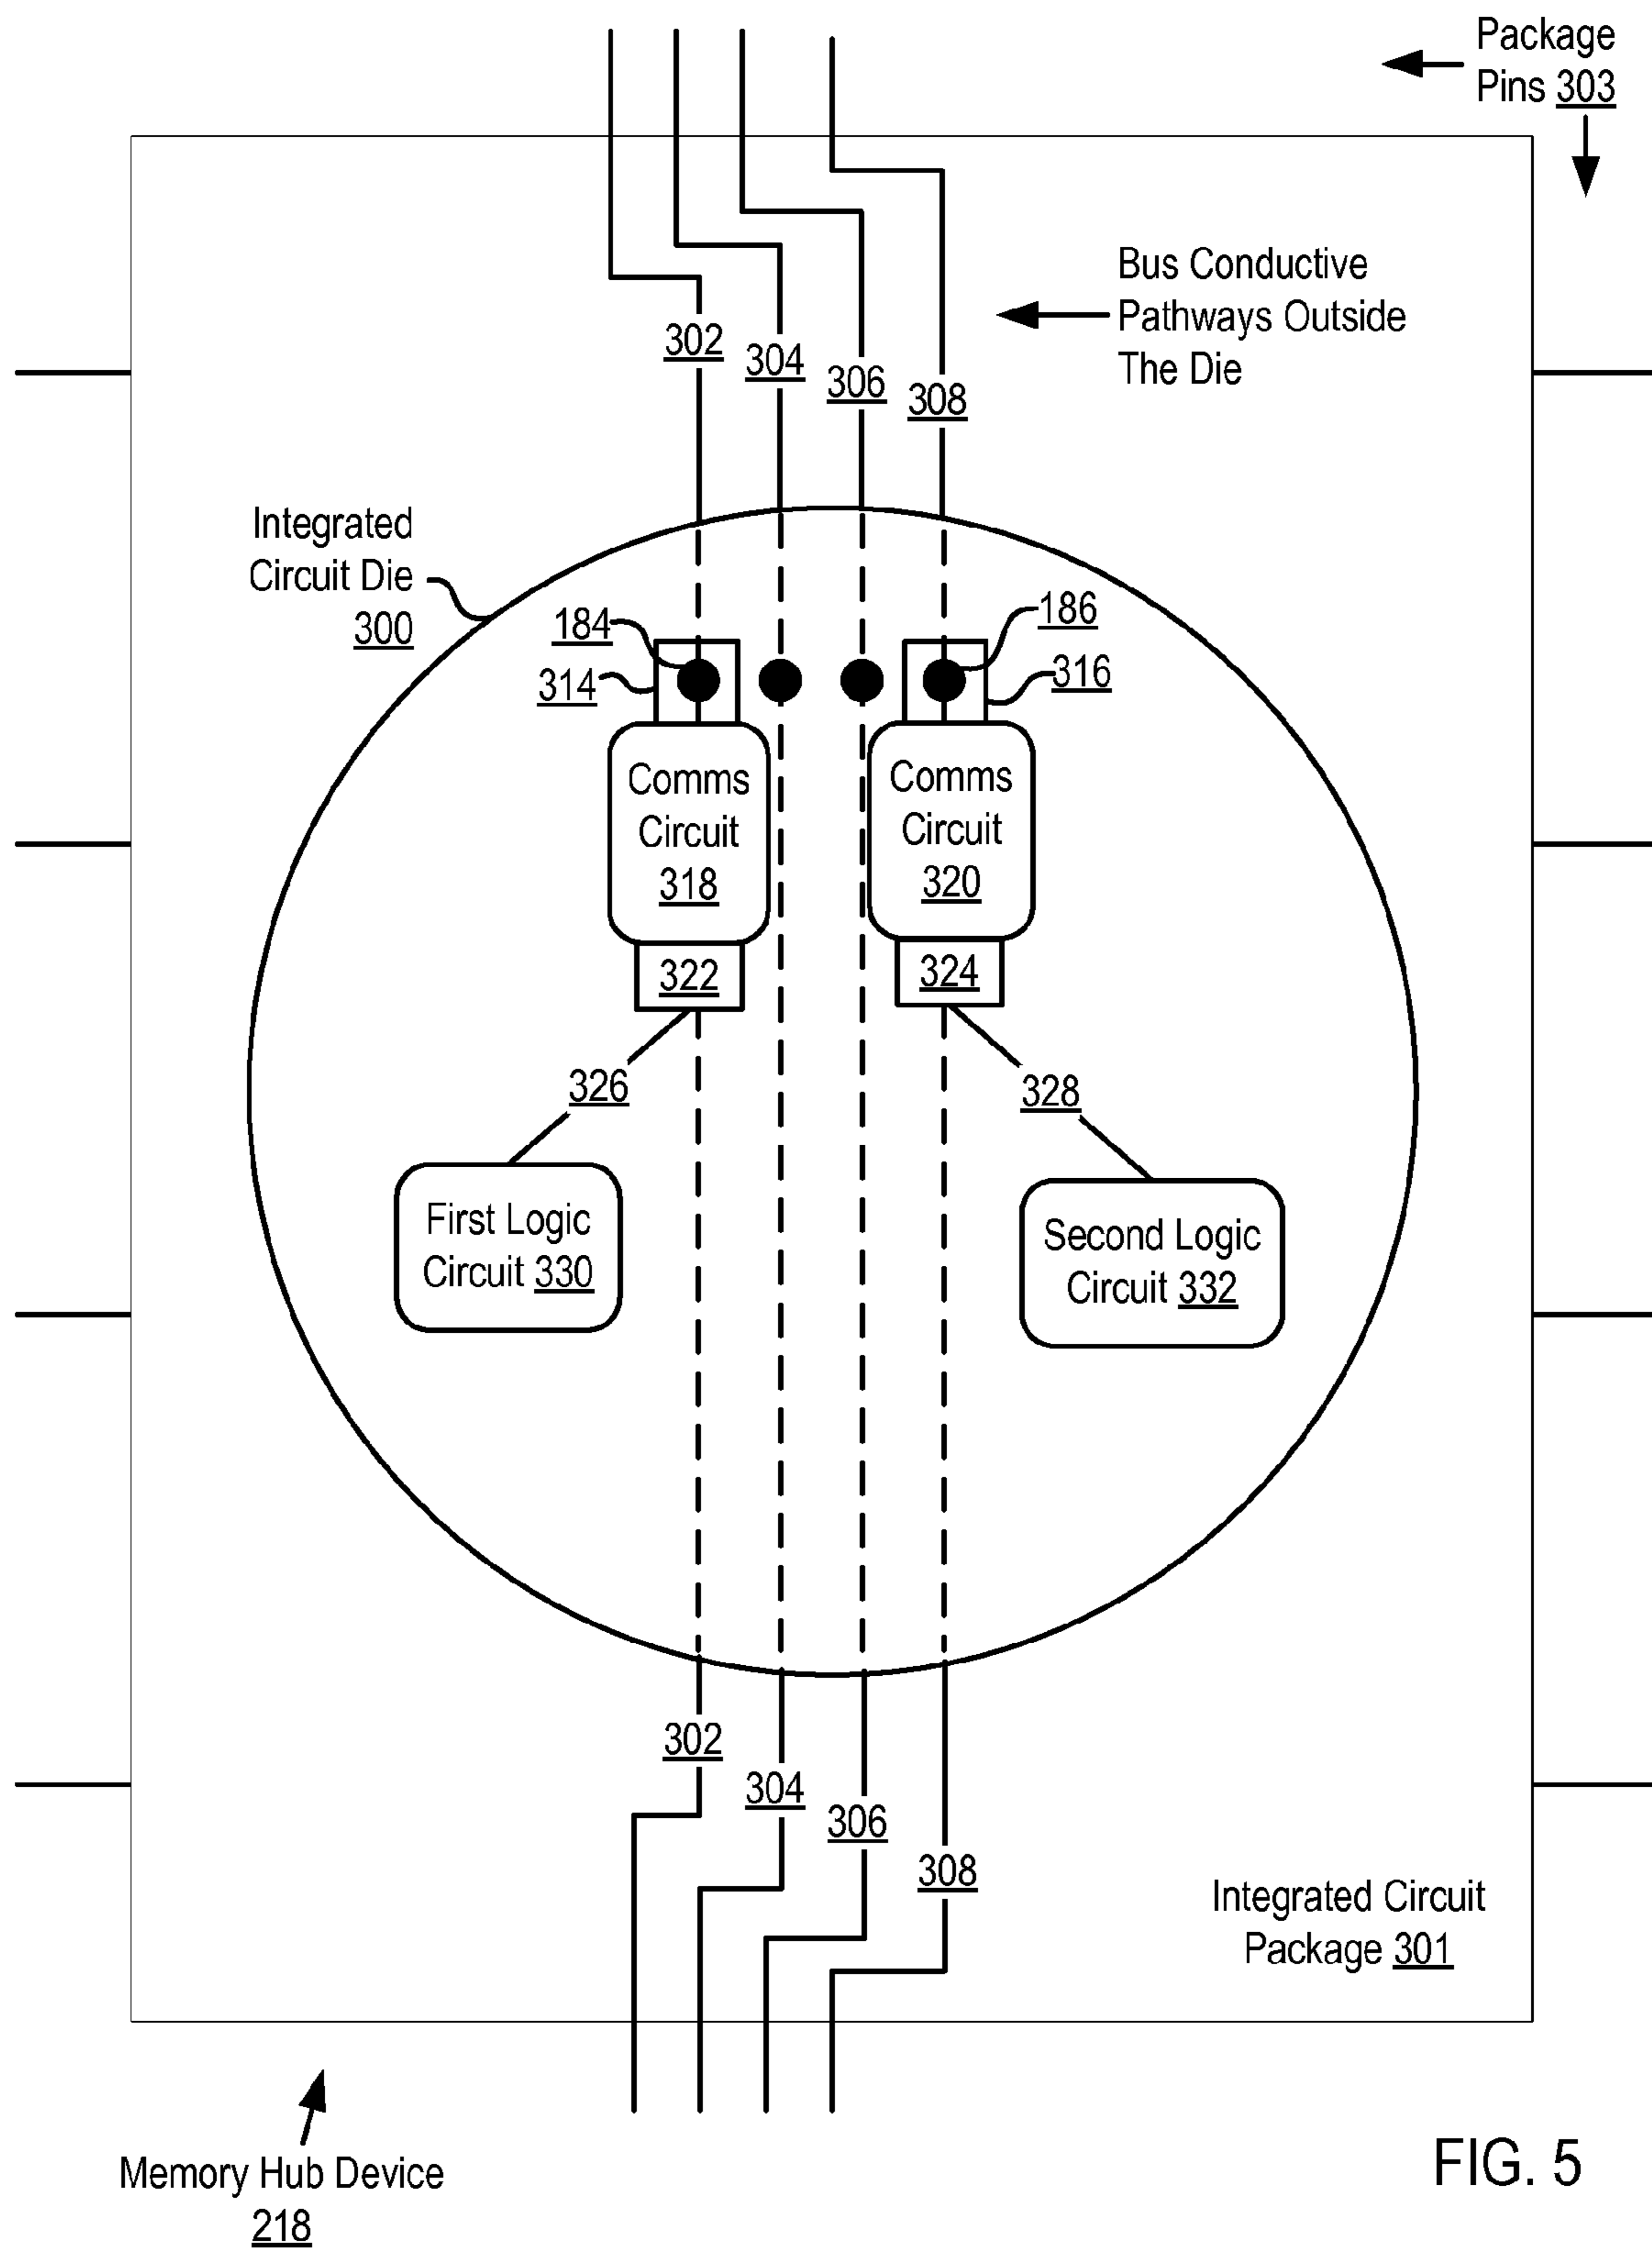 Package
Pins 303
Bus Conductive
Pathways Outside
The Die
302
304
306
308
Integrated
Circuit Die
300
184
186
314
316
Comms
Circuit
318
Comms
Circuit
320
322
324
326
328
First Logic
Circuit 330
Second Logic
Circuit 332
302
304
306
308
Integrated Circuit
Package 301
Memory Hub Device
218
FIG. 5